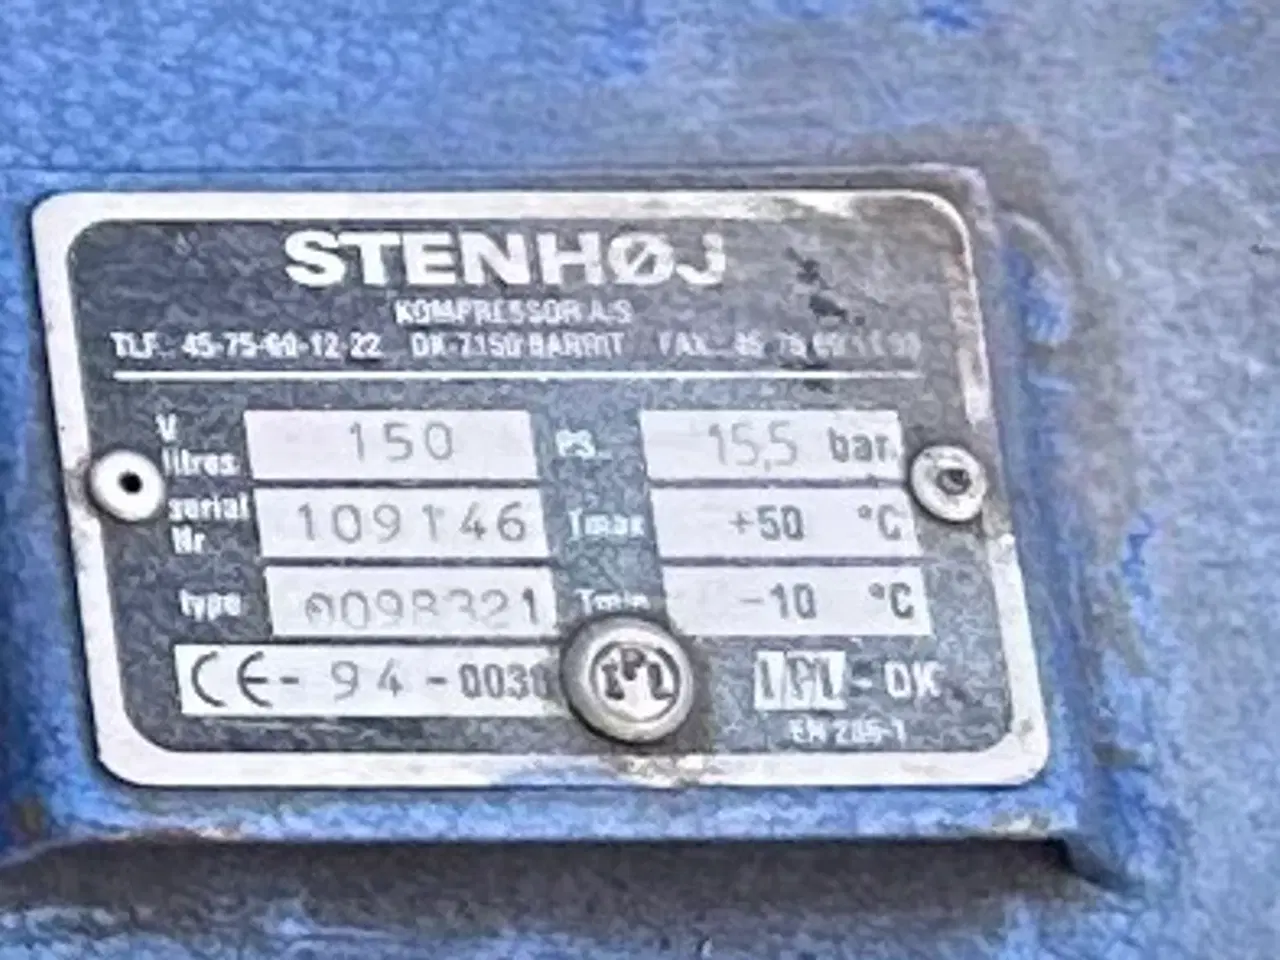 STENHØJ
KOMPRESSOR A/S
TLF. 45-75-60-12-22 DK-7150 BARRIT FAX.
V litres 150 PS. 15,5 bar.
serial Nr. 109146 Tmax +50 °C
type 0098321 Tmin -10 °C
CE - 94 - 0030 IPL IPL - DK
EN 286-1